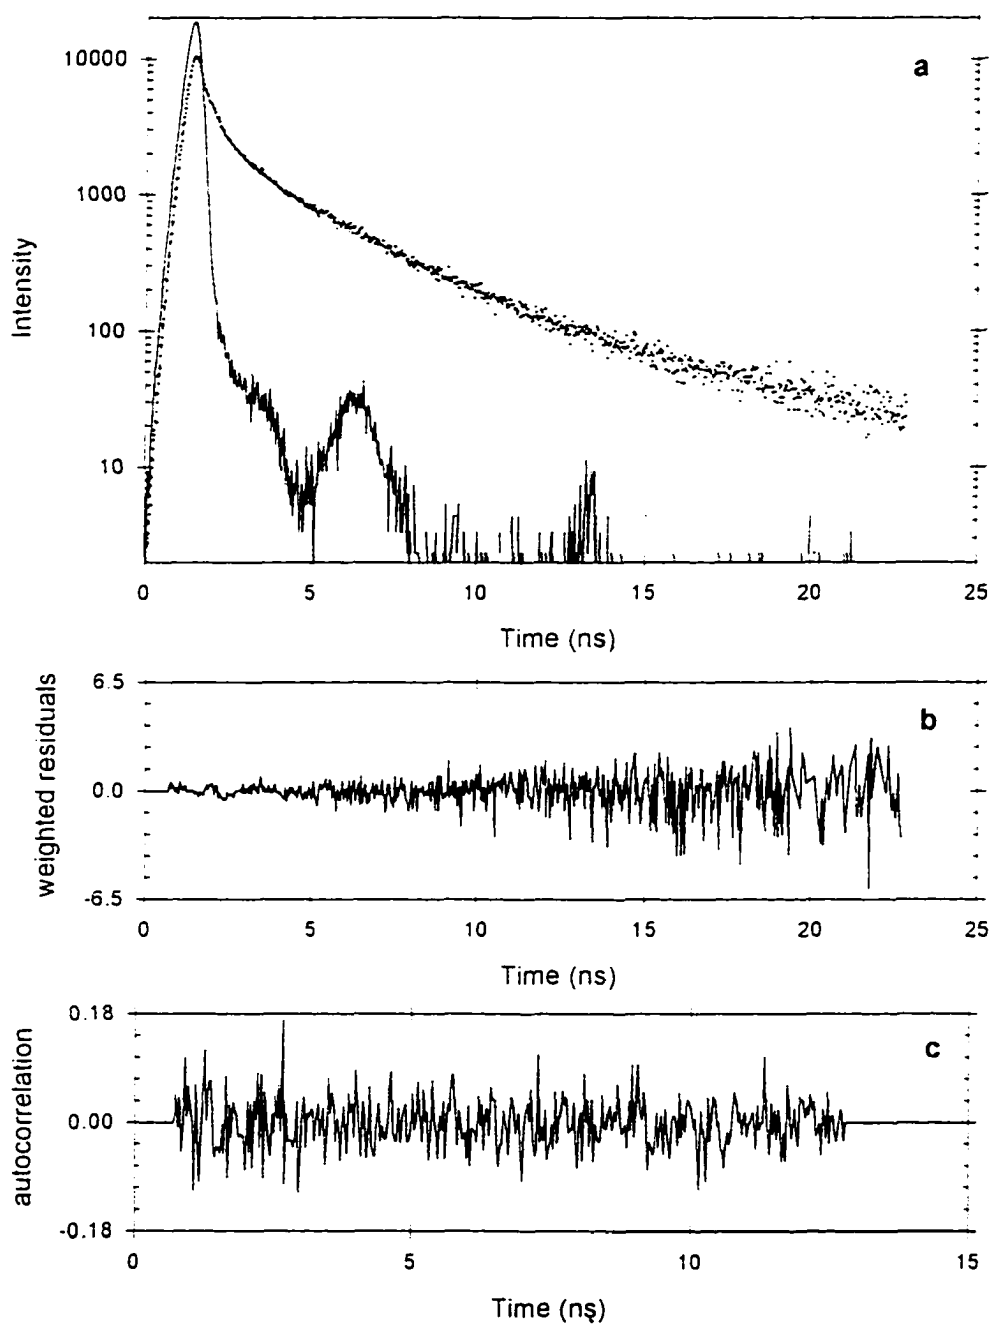 a
10000
1000
100
10
Intensity
0 5 10 15 20 25
Time (ns)
b
6.5
0.0
-6.5
weighted residuals
0 5 10 15 20 25
Time (ns)
c
0.18
0.00
-0.18
autocorrelation
0 5 10 15
Time (ns)